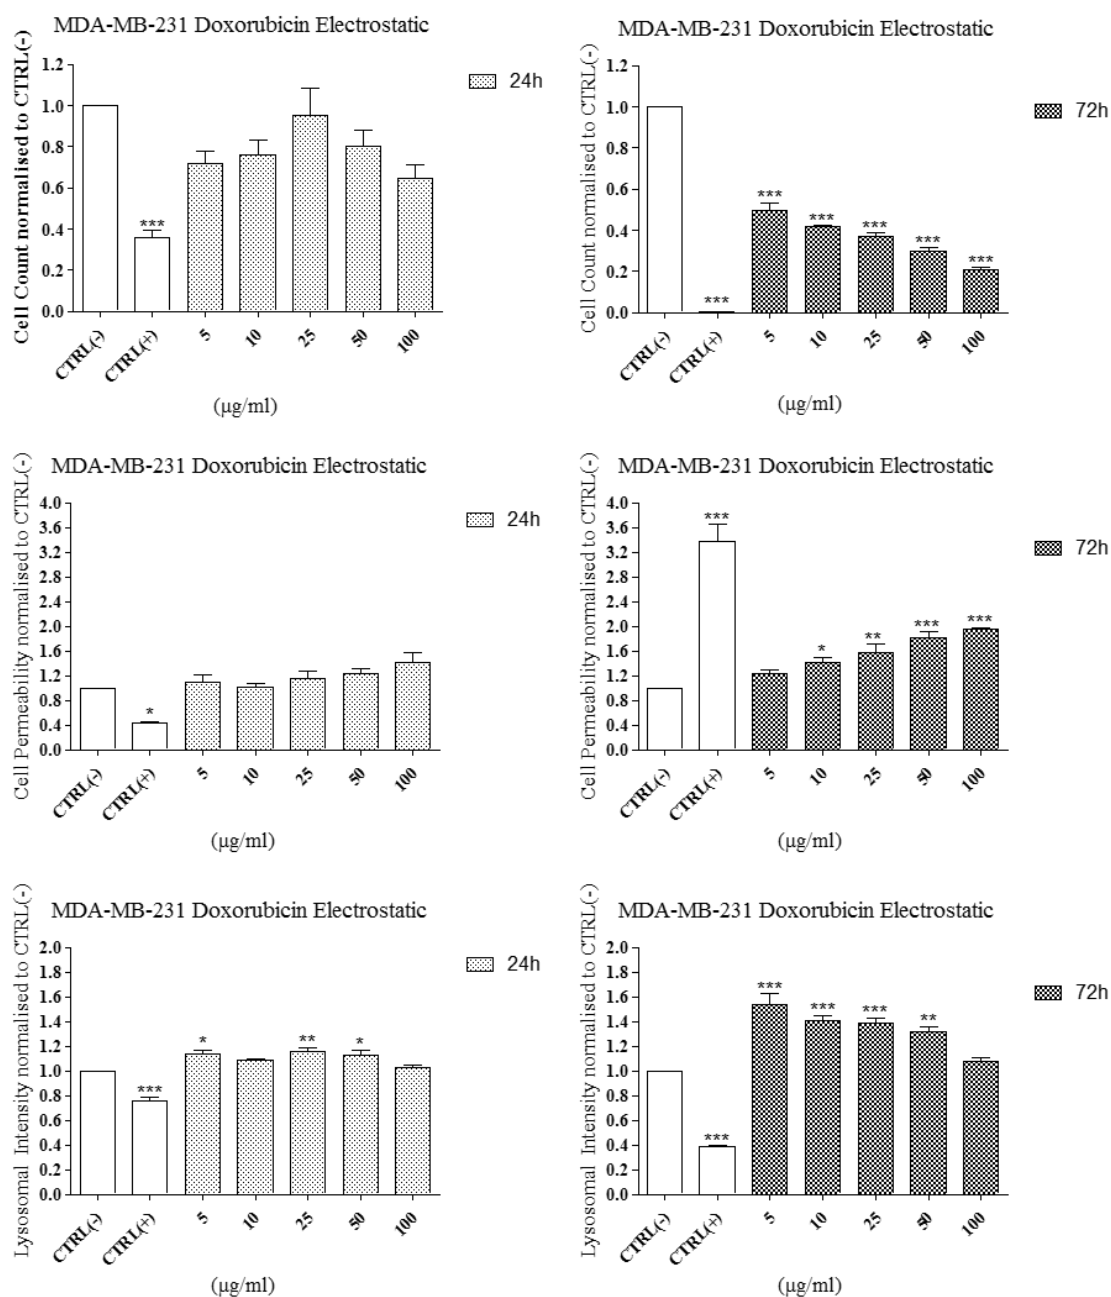 MDA-MB-231 Doxorubicin Electrostatic
Cell Count normalised to CTRL(-)
1.2
1.0
0.8
0.6
0.4
0.2
0.0
***
24h
CTRL(-) CTRL(+) 5 10 25 50 100
(μg/ml)
MDA-MB-231 Doxorubicin Electrostatic
Cell Count normalised to CTRL(-)
1.2
1.0
0.8
0.6
0.4
0.2
0.0
*** *** *** *** *** ***
72h
CTRL(-) CTRL(+) 5 10 25 50 100
(μg/ml)
MDA-MB-231 Doxorubicin Electrostatic
Cell Permeability normalised to CTRL(-)
4.0
3.6
3.2
2.8
2.4
2.0
1.6
1.2
0.8
0.4
0.0
*
24h
CTRL(-) CTRL(+) 5 10 25 50 100
(μg/ml)
MDA-MB-231 Doxorubicin Electrostatic
Cell Permeability normalised to CTRL(-)
4.0
3.6
3.2
2.8
2.4
2.0
1.6
1.2
0.8
0.4
0.0
*** * ** *** ***
72h
CTRL(-) CTRL(+) 5 10 25 50 100
(μg/ml)
MDA-MB-231 Doxorubicin Electrostatic
Lysosomal Intensity normalised to CTRL(-)
2.0
1.8
1.6
1.4
1.2
1.0
0.8
0.6
0.4
0.2
0.0
*** * ** *
24h
CTRL(-) CTRL(+) 5 10 25 50 100
(μg/ml)
MDA-MB-231 Doxorubicin Electrostatic
Lysosomal Intensity normalised to CTRL(-)
2.0
1.8
1.6
1.4
1.2
1.0
0.8
0.6
0.4
0.2
0.0
*** *** *** *** **
72h
CTRL(-) CTRL(+) 5 10 25 50 100
(μg/ml)